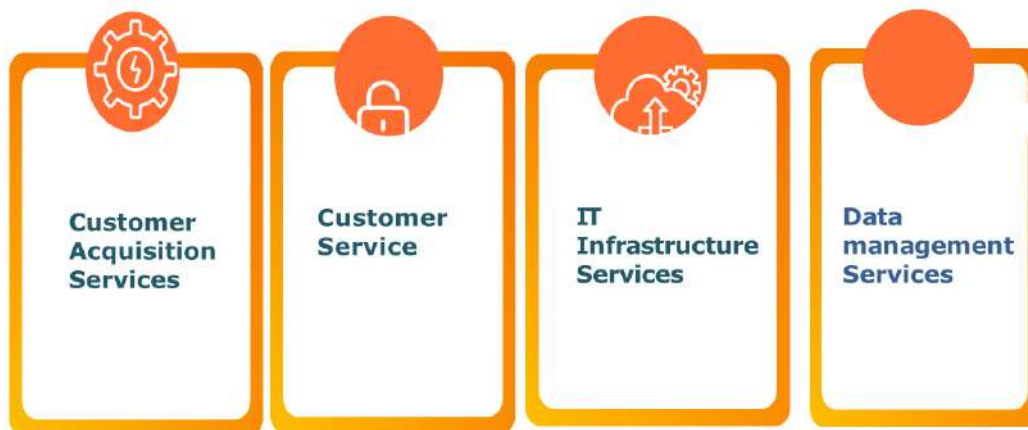 Customer
Acquisition
Services
Customer
Service
IT
Infrastructure
Services
Data
management
Services